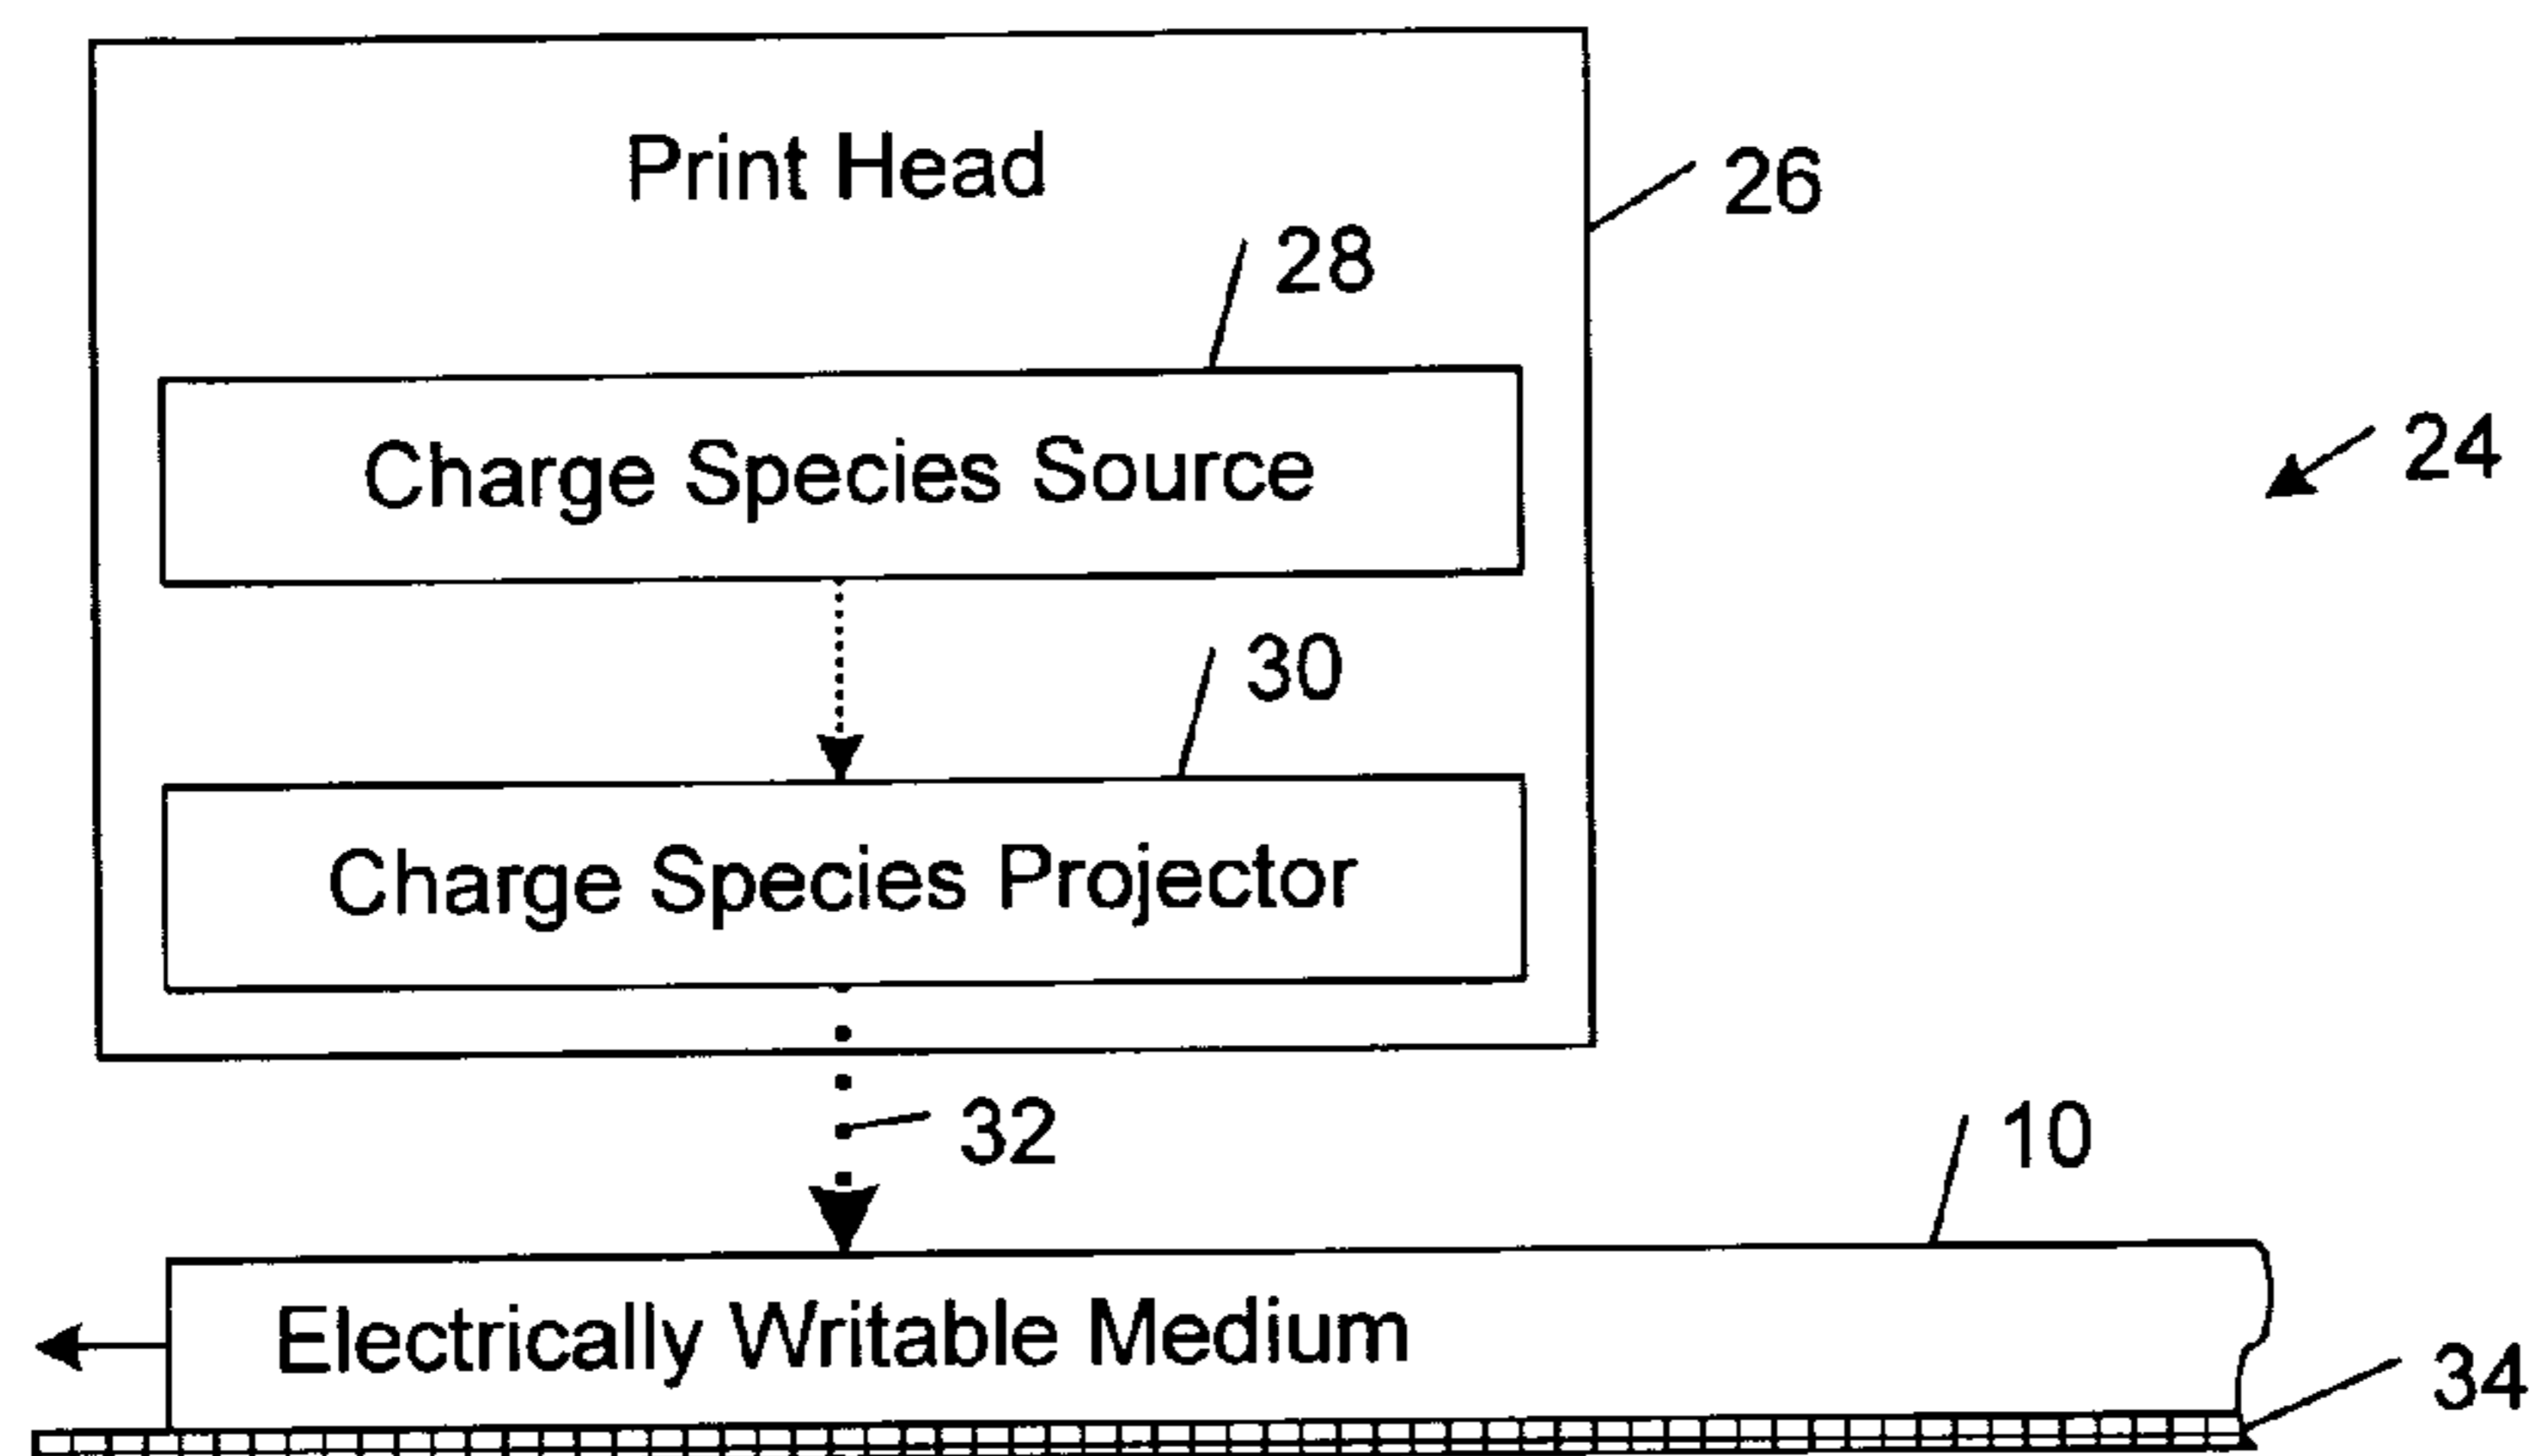 Print Head
26
28
Charge Species Source
24
30
Charge Species Projector
32
10
Electrically Writable Medium
34